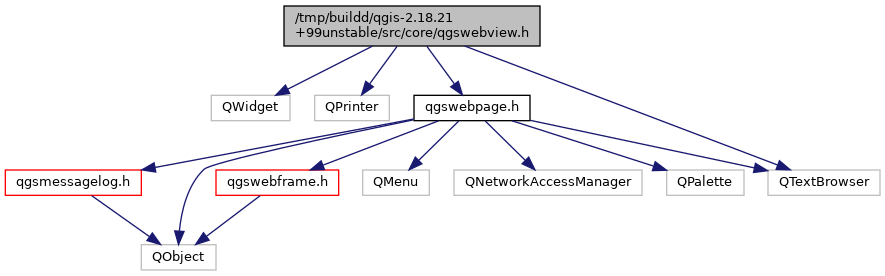 /tmp/buildd/qgis-2.18.21
+99unstable/src/core/qgswebview.h
QWidget
QPrinter
qgswebpage.h
qgsmessagelog.h
qgswebframe.h
QMenu
QNetworkAccessManager
QPalette
QTextBrowser
QObject